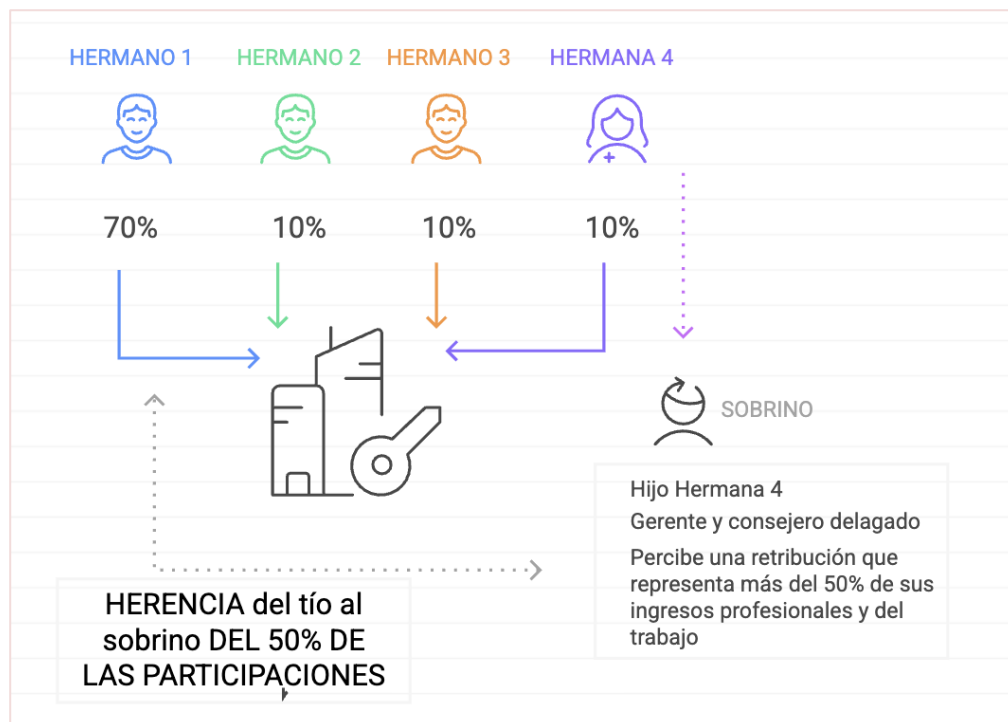 HERMANO 1
HERMANO 2
HERMANO 3
HERMANA 4
70%
10%
10%
10%
SOBRINO
Hijo Hermana 4
Gerente y consejero delagado
Percibe una retribución que
representa más del 50% de sus
ingresos profesionales y del
trabajo
HERENCIA del tío al
sobrino DEL 50% DE
LAS PARTICIPACIONES